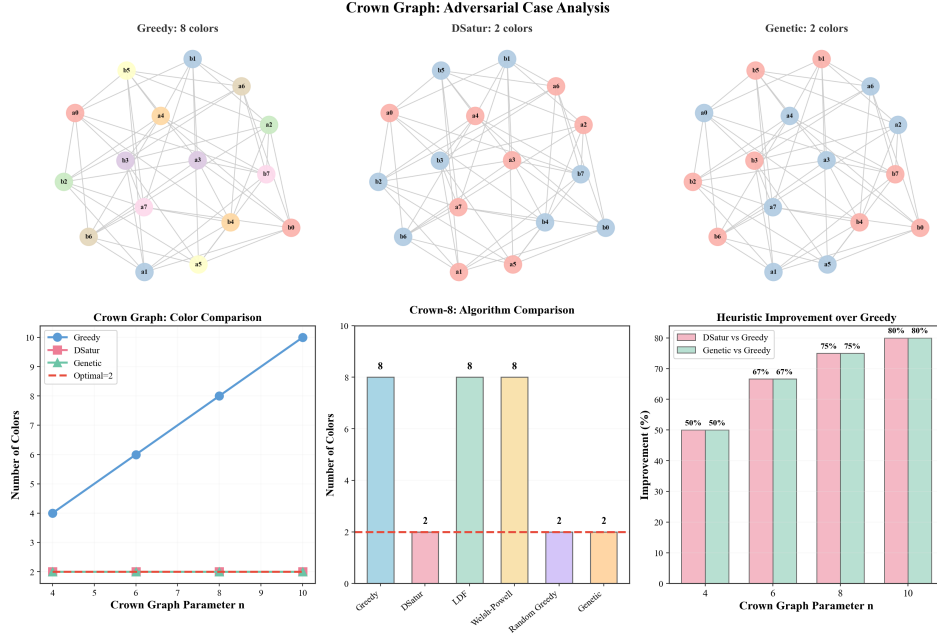 Crown Graph: Adversarial Case Analysis
Greedy: 8 colors
b1
b5
a6
a0
a4
a2
b3
a3
b7
b2
a7
b4
b0
b6
a5
a1
DSatur: 2 colors
b1
b5
a6
a0
a4
a2
b3
a3
b7
b2
a7
b4
b0
b6
a5
a1
Genetic: 2 colors
b1
b5
a6
a0
a4
a2
b3
a3
b7
b2
a7
b4
b0
b6
a5
a1
Crown Graph: Color Comparison
Greedy
DSatur
Genetic
Optimal=2
Number of Colors
10
9
8
7
6
5
4
3
2
4
5
6
7
8
9
10
Crown Graph Parameter n
Crown-8: Algorithm Comparison
Number of Colors
10
8
6
4
2
0
8
2
8
8
2
2
Greedy
DSatur
LDF
Welsh-Powell
Random Greedy
Genetic
Heuristic Improvement over Greedy
DSatur vs Greedy
Genetic vs Greedy
Improvement (%)
80
70
60
50
40
30
20
10
0
50% 50%
67% 67%
75% 75%
80% 80%
4
6
8
10
Crown Graph Parameter n